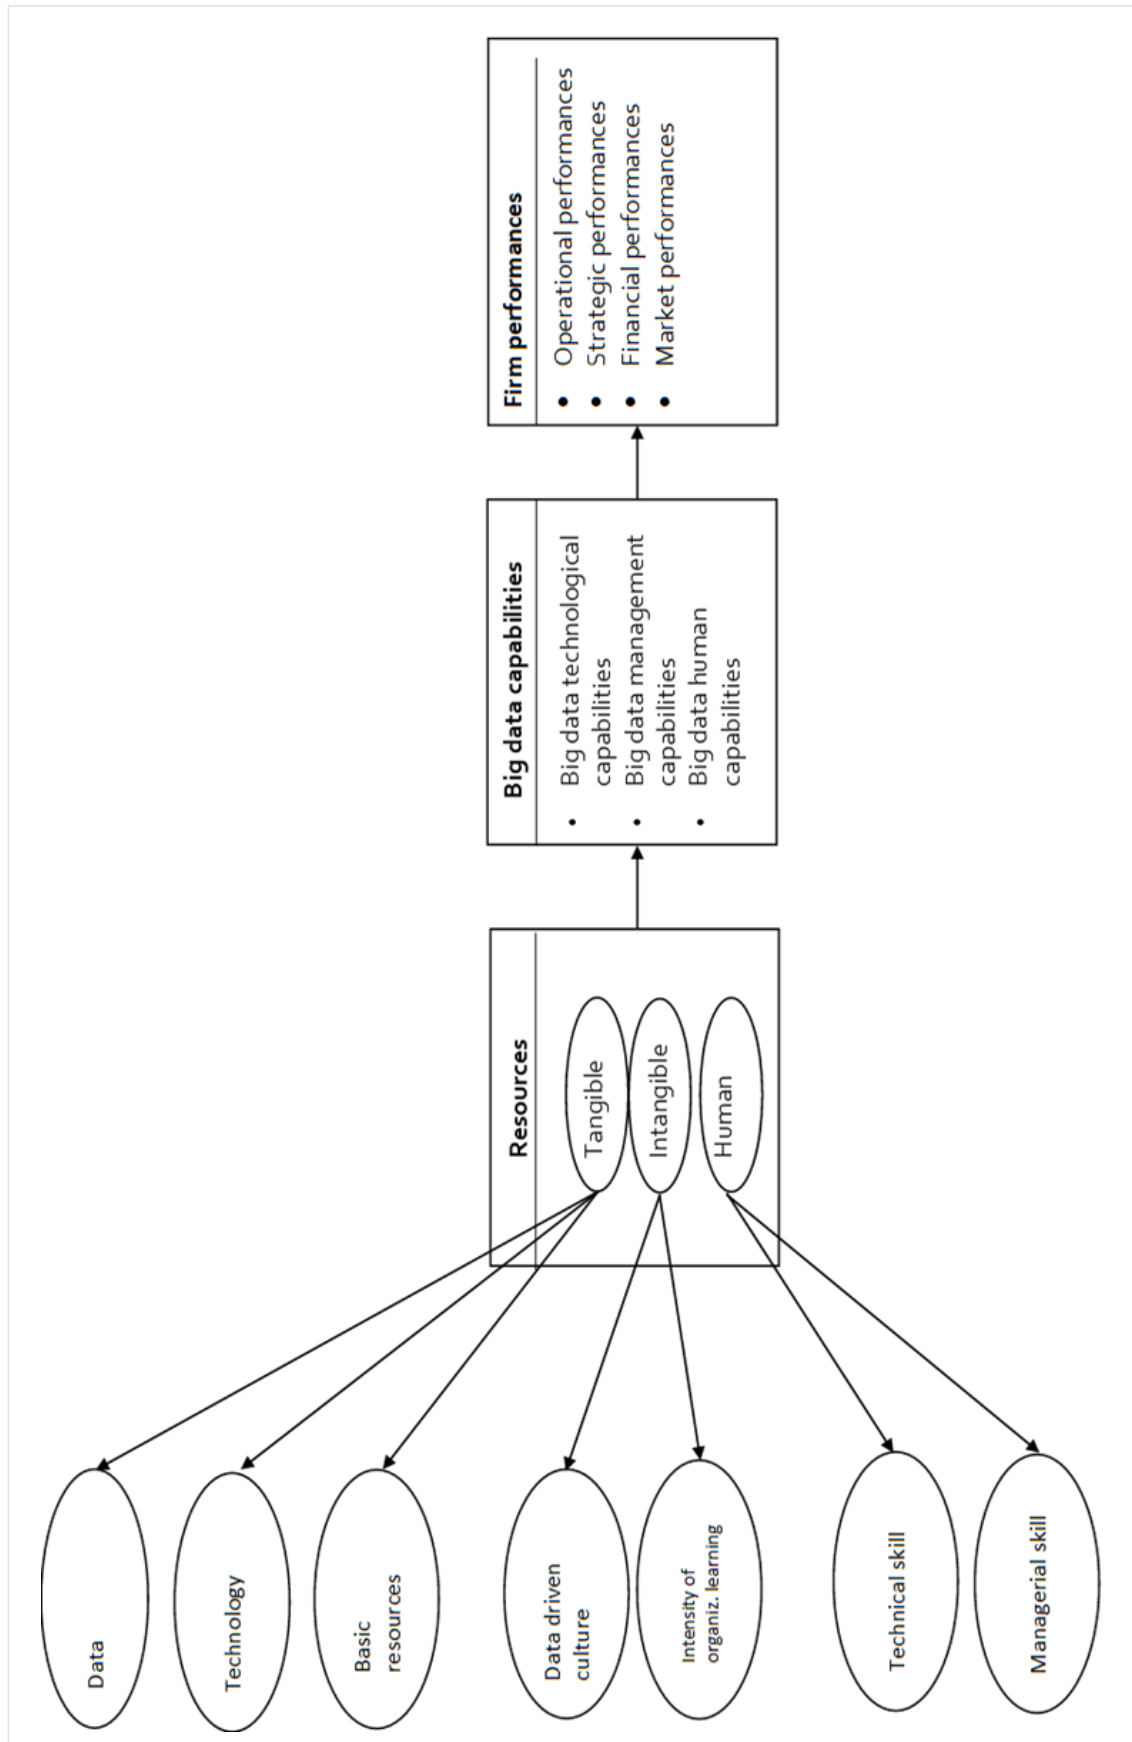 Data
Technology
Basic
resources
Data driven
culture
Intensity of
organiz. learning
Technical skill
Managerial skill
Resources
Tangible
Intangible
Human
Big data capabilities
• Big data technological
capabilities
• Big data management
capabilities
• Big data human
capabilities
Firm performances
• Operational performances
• Strategic performances
• Financial performances
• Market performances